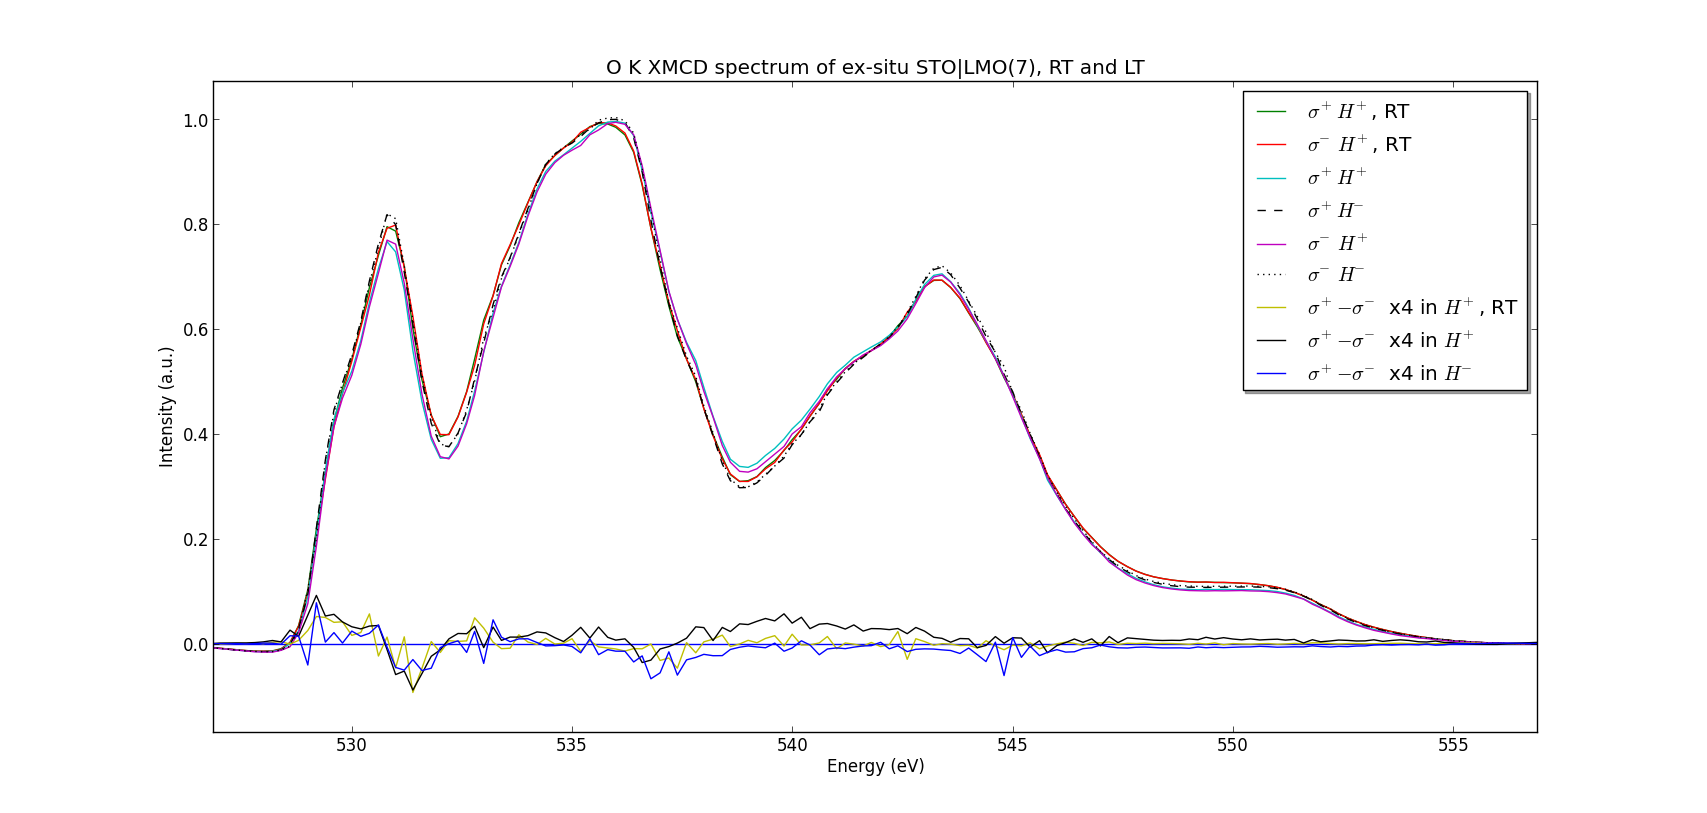 O K XMCD spectrum of ex-situ STO|LMO(7), RT and LT
σ⁺ H⁺, RT
σ⁻ H⁺, RT
σ⁺ H⁺
σ⁺ H⁻
σ⁻ H⁺
σ⁻ H⁻
σ⁺−σ⁻ x4 in H⁺, RT
σ⁺−σ⁻ x4 in H⁺
σ⁺−σ⁻ x4 in H⁻
Intensity (a.u.)
1.0
0.8
0.6
0.4
0.2
0.0
530 535 540 545 550 555
Energy (eV)